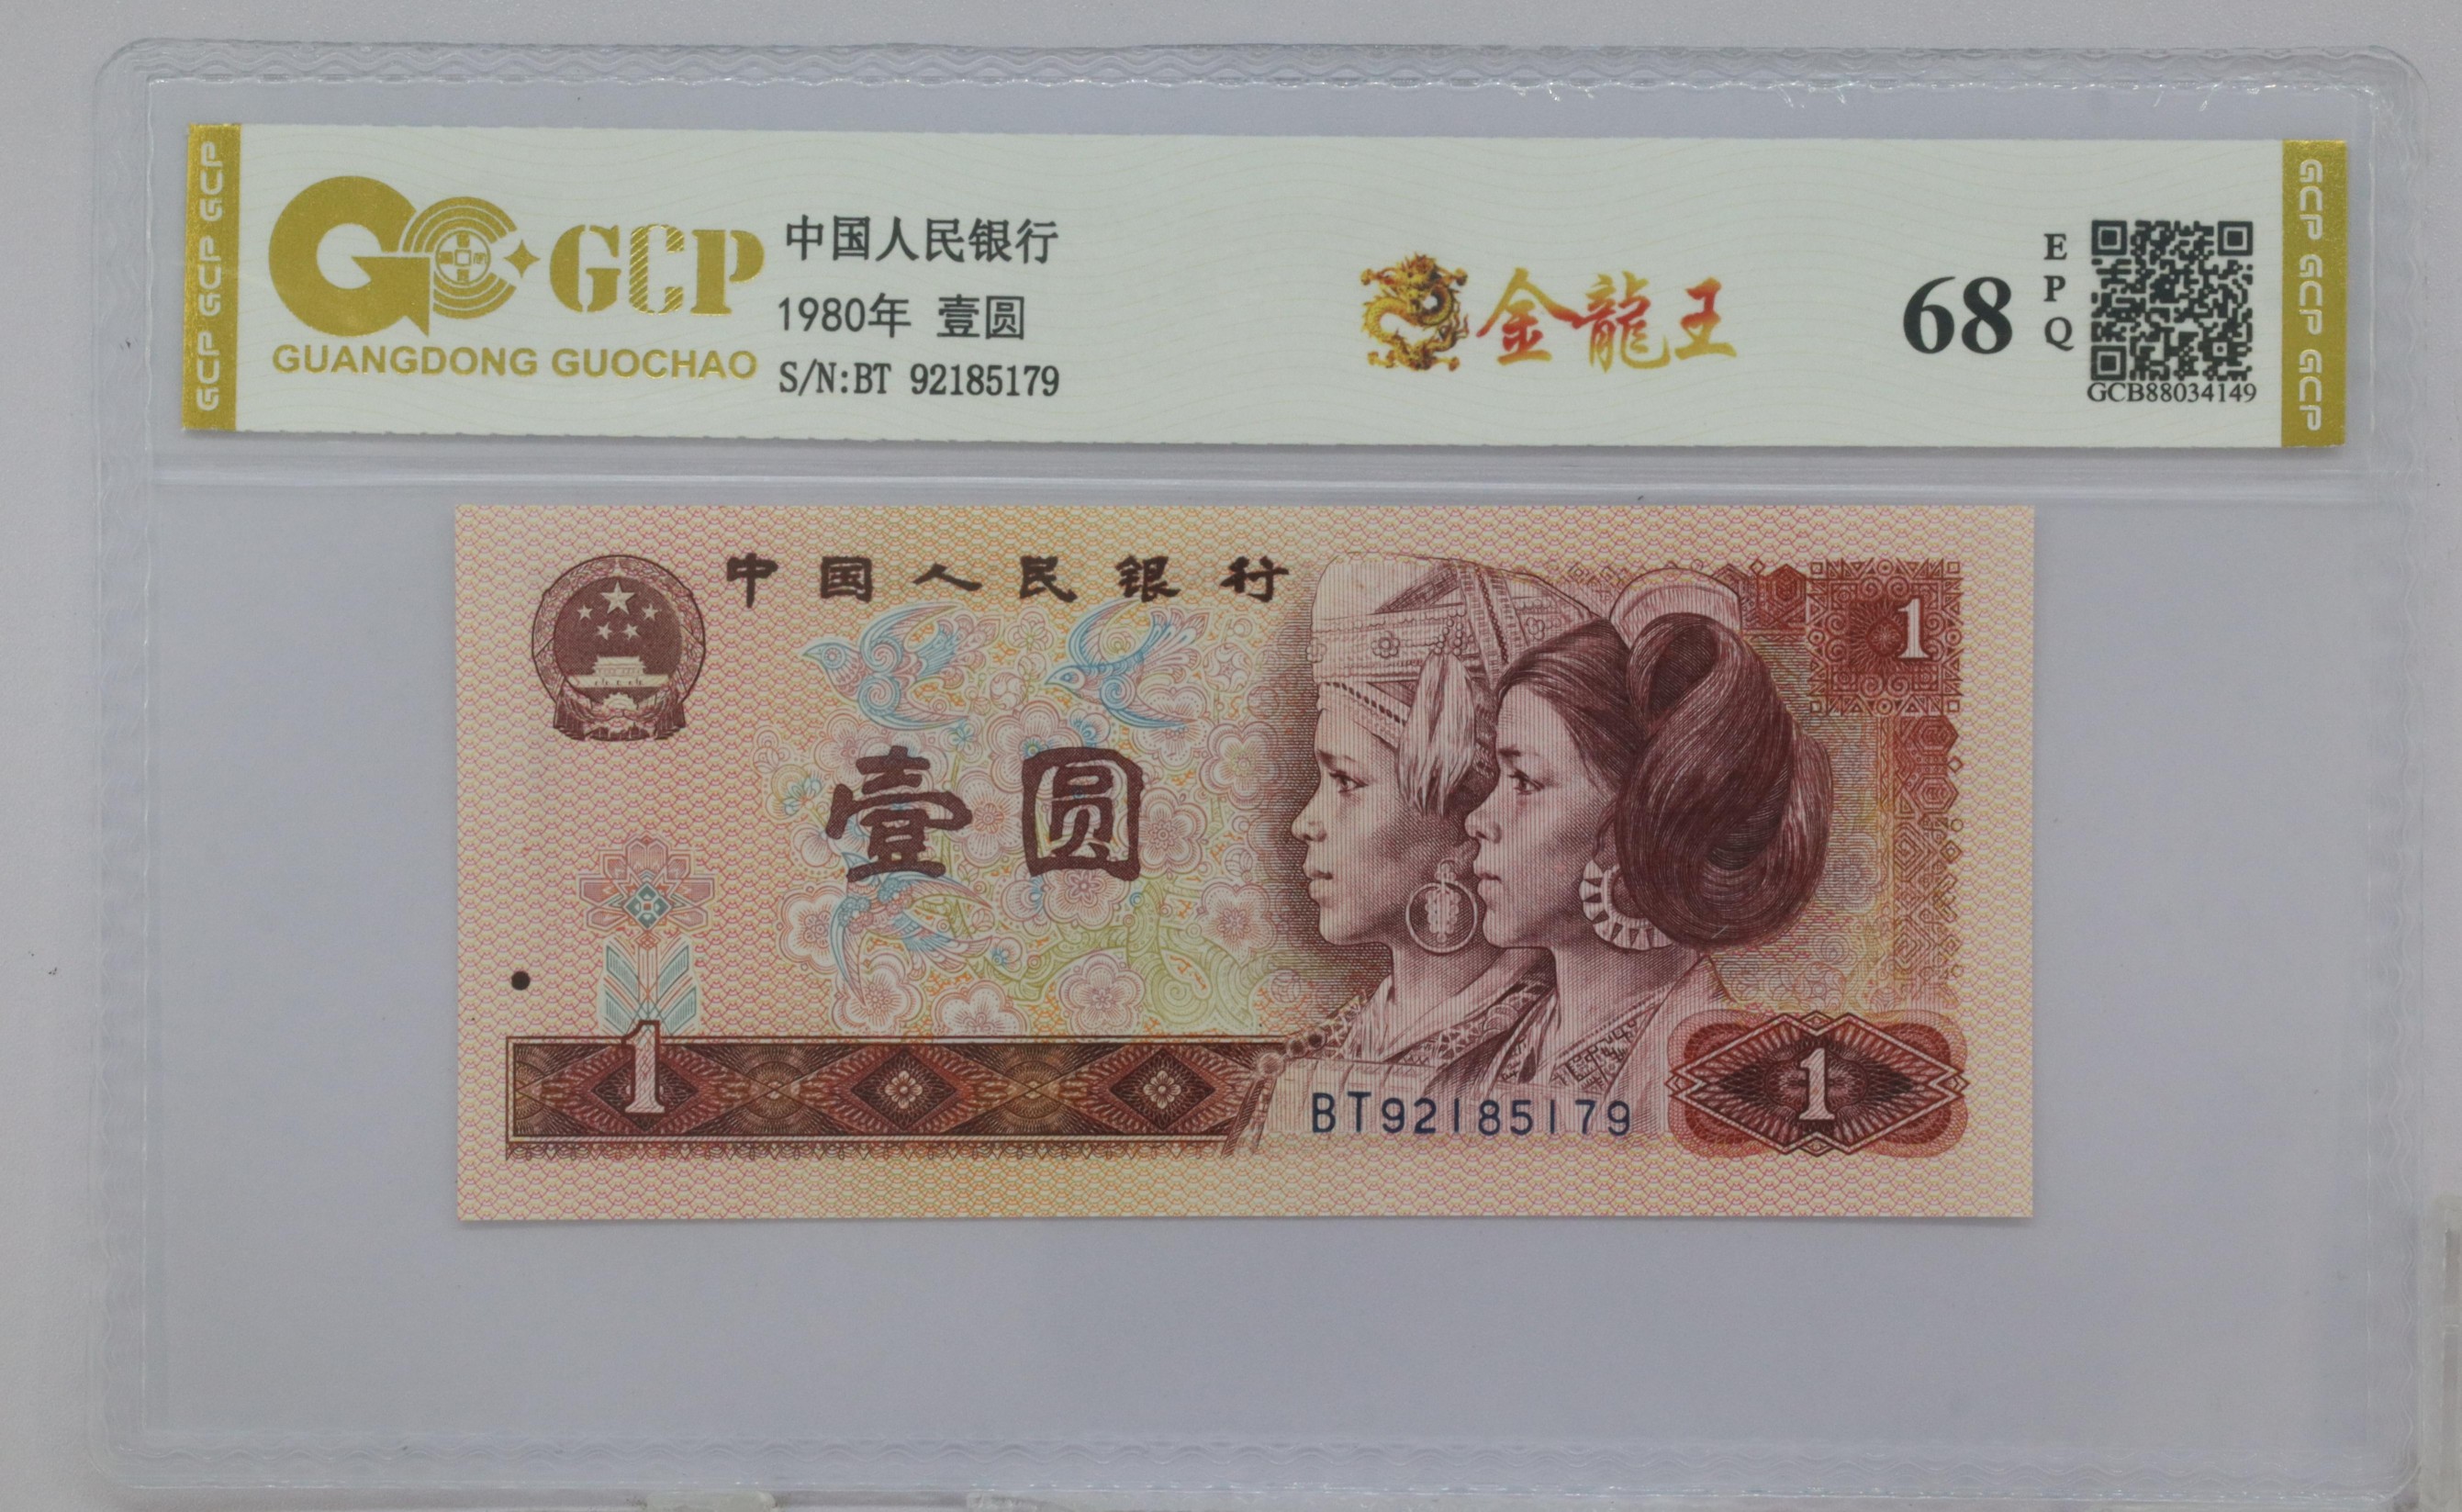 GCP GCP GCP
GCP
GUANGDONG GUOCHAO
中国人民银行
1980年 壹圆
S/N:BT 92185179
金龍王
68
EPQ
GCB88034149
GCP GCP GCP
中国人民银行
1
壹圆
1
BT92185179
1